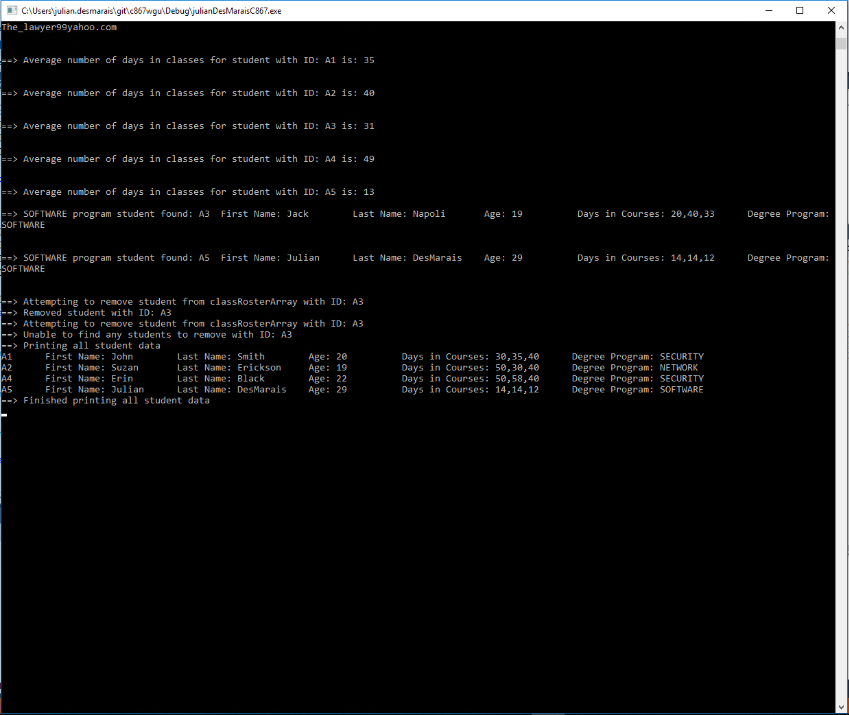 C:\Users\julian.desmarais\git\c867wgu\Debug\julianDesMaraisC867.exe
The_lawyer99yahoo.com
==> Average number of days in classes for student with ID: A1 is: 35
==> Average number of days in classes for student with ID: A2 is: 40
==> Average number of days in classes for student with ID: A3 is: 31
==> Average number of days in classes for student with ID: A4 is: 49
==> Average number of days in classes for student with ID: A5 is: 13
==> SOFTWARE program student found: A3 First Name: Jack Last Name: Napoli Age: 19 Days in Courses: 20,40,33 Degree Program:
SOFTWARE
==> SOFTWARE program student found: A5 First Name: Julian Last Name: DesMarais Age: 29 Days in Courses: 14,14,12 Degree Program:
SOFTWARE
==> Attempting to remove student from classRosterArray with ID: A3
==> Removed student with ID: A3
==> Attempting to remove student from classRosterArray with ID: A3
==> Unable to find any students to remove with ID: A3
==> Printing all student data
A1 First Name: John Last Name: Smith Age: 20 Days in Courses: 30,35,40 Degree Program: SECURITY
A2 First Name: Suzan Last Name: Erickson Age: 19 Days in Courses: 50,30,40 Degree Program: NETWORK
A4 First Name: Erin Last Name: Black Age: 22 Days in Courses: 50,58,40 Degree Program: SECURITY
A5 First Name: Julian Last Name: DesMarais Age: 29 Days in Courses: 14,14,12 Degree Program: SOFTWARE
==> Finished printing all student data